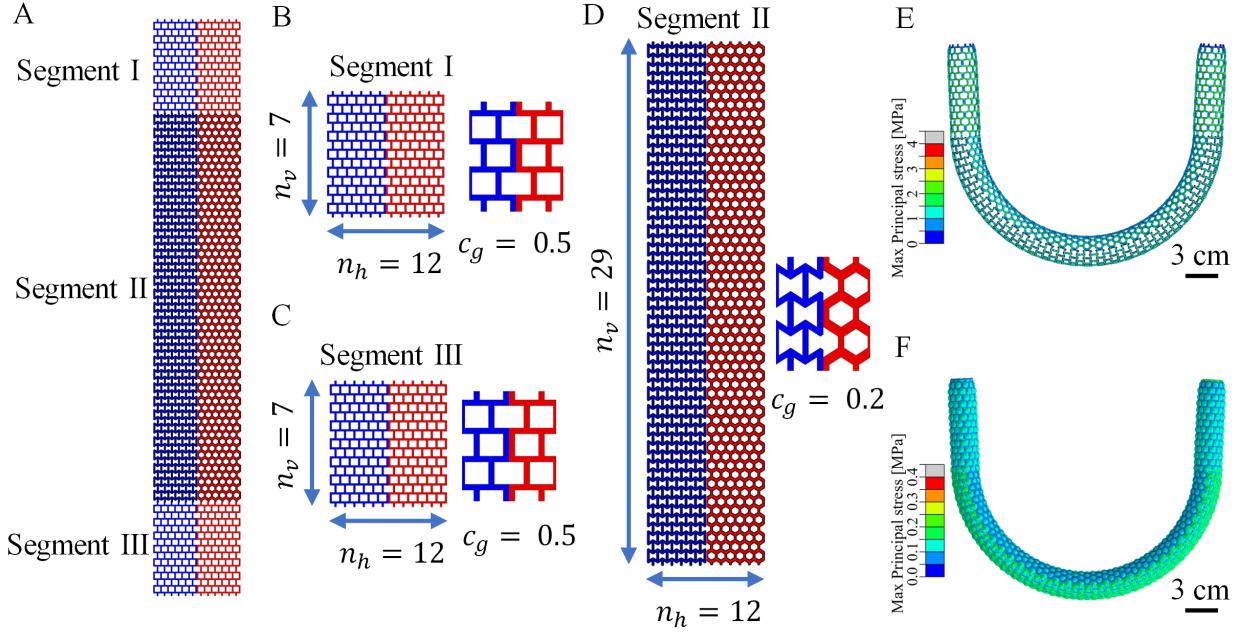 A
Segment I
Segment II
Segment III
B
Segment I
n_v = 7
n_h = 12
c_g = 0.5
C
Segment III
n_v = 7
n_h = 12
c_g = 0.5
D
Segment II
n_v = 29
n_h = 12
c_g = 0.2
E
Max Principal stress [MPa]
0 1 2 3 4
3 cm
F
Max Principal stress [MPa]
0.0 0.1 0.2 0.3 0.4
3 cm